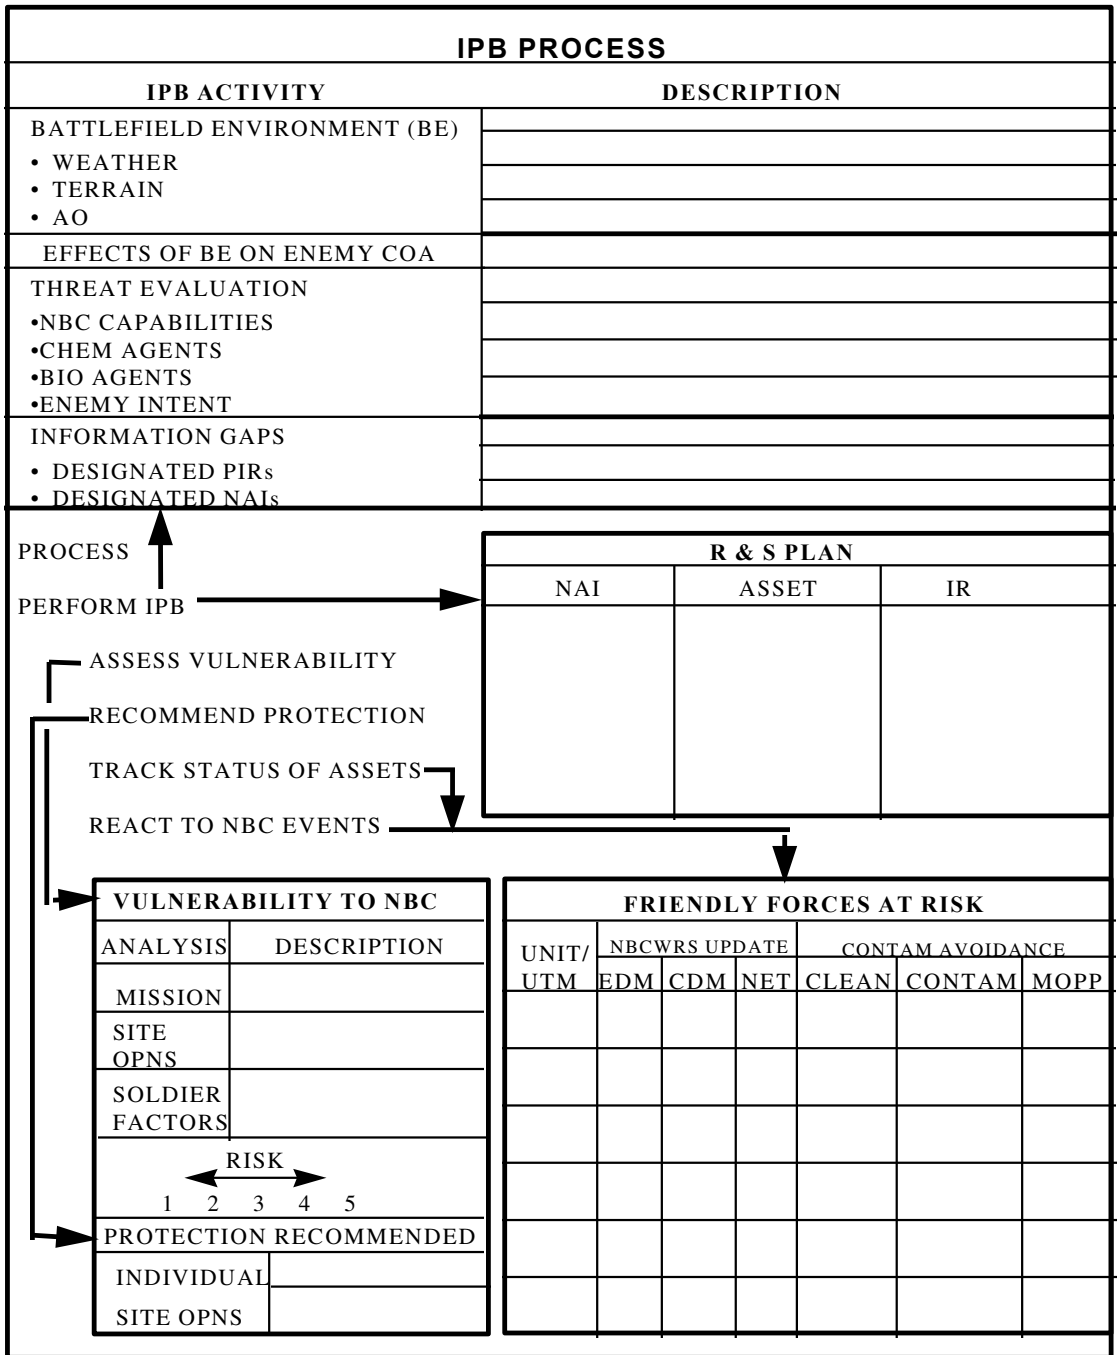 IPB PROCESS
IPB ACTIVITY DESCRIPTION
BATTLEFIELD ENVIRONMENT (BE)
• WEATHER
• TERRAIN
• AO
EFFECTS OF BE ON ENEMY COA
THREAT EVALUATION
•NBC CAPABILITIES
•CHEM AGENTS
•BIO AGENTS
•ENEMY INTENT
INFORMATION GAPS
• DESIGNATED PIRs
• DESIGNATED NAIs
PROCESS
PERFORM IPB
ASSESS VULNERABILITY
RECOMMEND PROTECTION
TRACK STATUS OF ASSETS
REACT TO NBC EVENTS
R & S PLAN
NAI ASSET IR
VULNERABILITY TO NBC
ANALYSIS DESCRIPTION
MISSION
SITE
OPNS
SOLDIER
FACTORS
RISK
1 2 3 4 5
PROTECTION RECOMMENDED
INDIVIDUAL
SITE OPNS
FRIENDLY FORCES AT RISK
UNIT/ NBCWRS UPDATE CONTAM AVOIDANCE
UTM EDM CDM NET CLEAN CONTAM MOPP